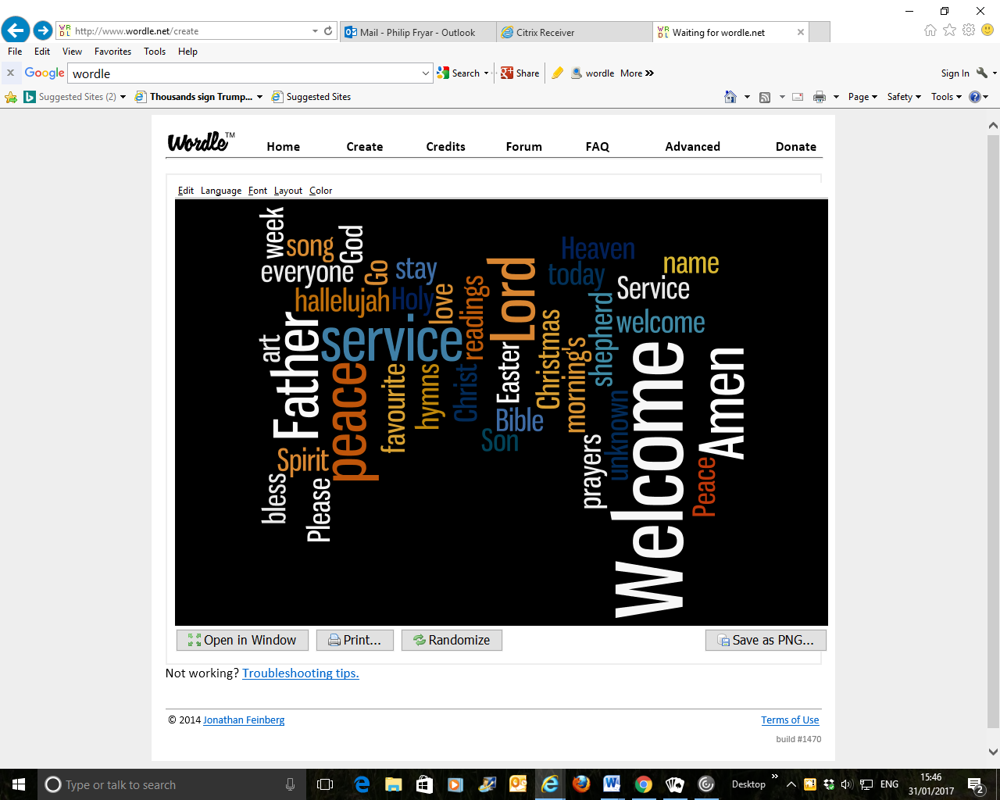 http://www.wordle.net/create
Mail - Philip Fryar - Outlook
Citrix Receiver
Waiting for wordle.net
File Edit View Favorites Tools Help
x Google wordle Search Share wordle More Sign In
Suggested Sites (2) Thousands sign Trump... Suggested Sites Page Safety Tools
Wordle™ Home Create Credits Forum FAQ Advanced Donate
Edit Language Font Layout Color
week
song
God
everyone
Go
stay
hallelujah
Holy
love
readings
Lord
Heaven
today
name
Service
shepherd
welcome
art
Father
service
peace
favourite
hymns
Christ
Easter
Christmas
morning's
Bible
Son
prayers
unknown
Welcome
Amen
Peace
Spirit
bless
Please
Open in Window Print... Randomize Save as PNG...
Not working? Troubleshooting tips.
© 2014 Jonathan Feinberg Terms of Use
build #1470
Type or talk to search Desktop ENG 15:46
31/01/2017 2